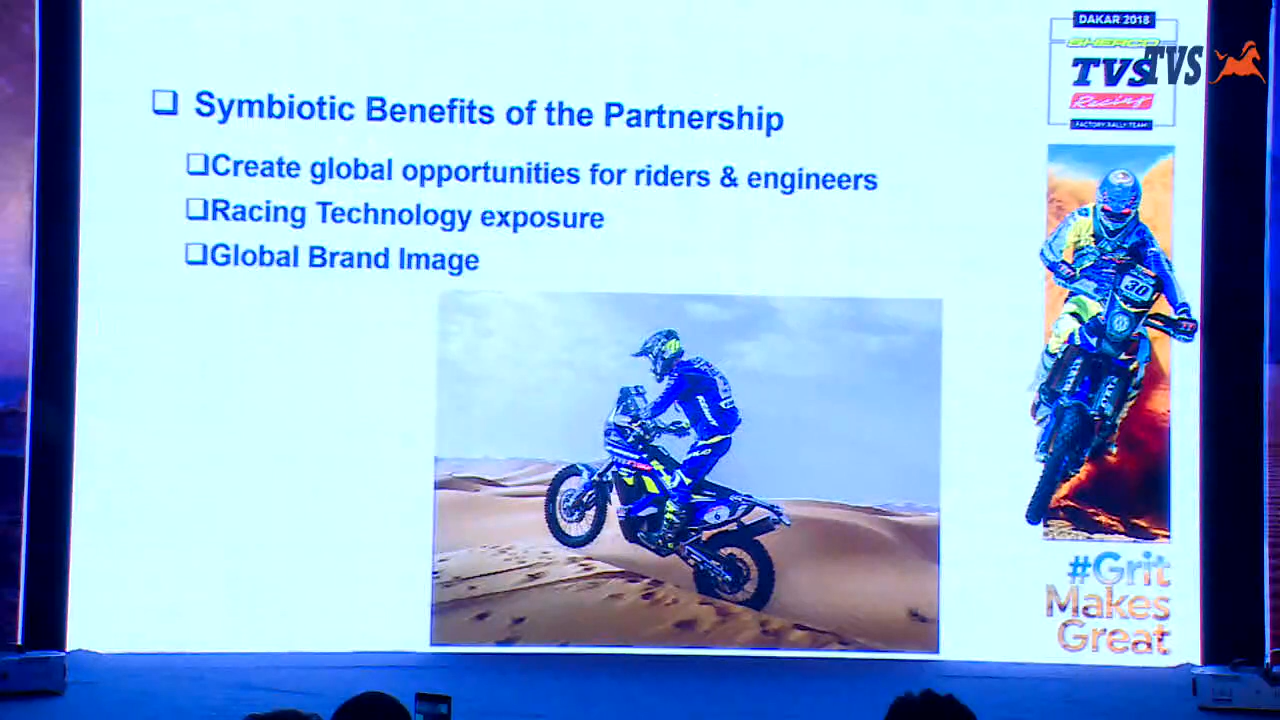 DAKAR 2018
SHERCO
TVS
TVS
Racing
FACTORY RALLY TEAM
Symbiotic Benefits of the Partnership
Create global opportunities for riders & engineers
Racing Technology exposure
Global Brand Image
30
#Grit
Makes
Great